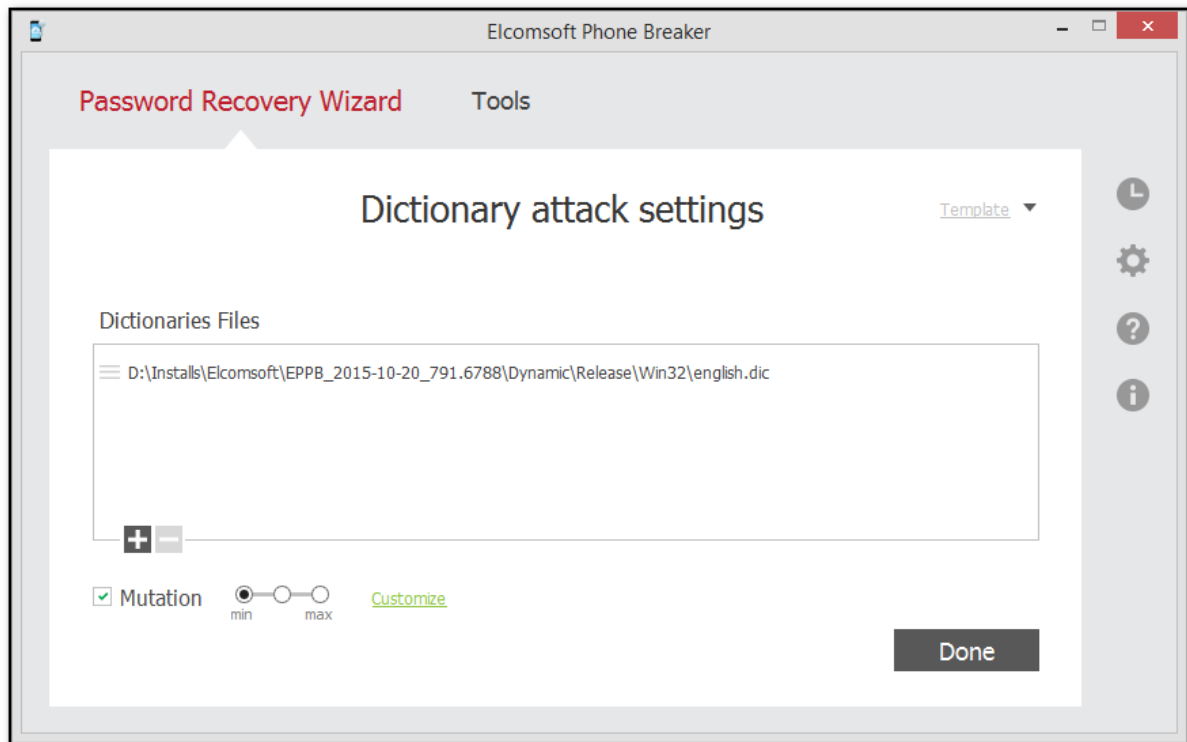 Elcomsoft Phone Breaker
Password Recovery Wizard Tools
Dictionary attack settings
Template
Dictionaries Files
D:\Installs\Elcomsoft\EPPB_2015-10-20_791.6788\Dynamic\Release\Win32\english.dic
Mutation
min max
Customize
Done